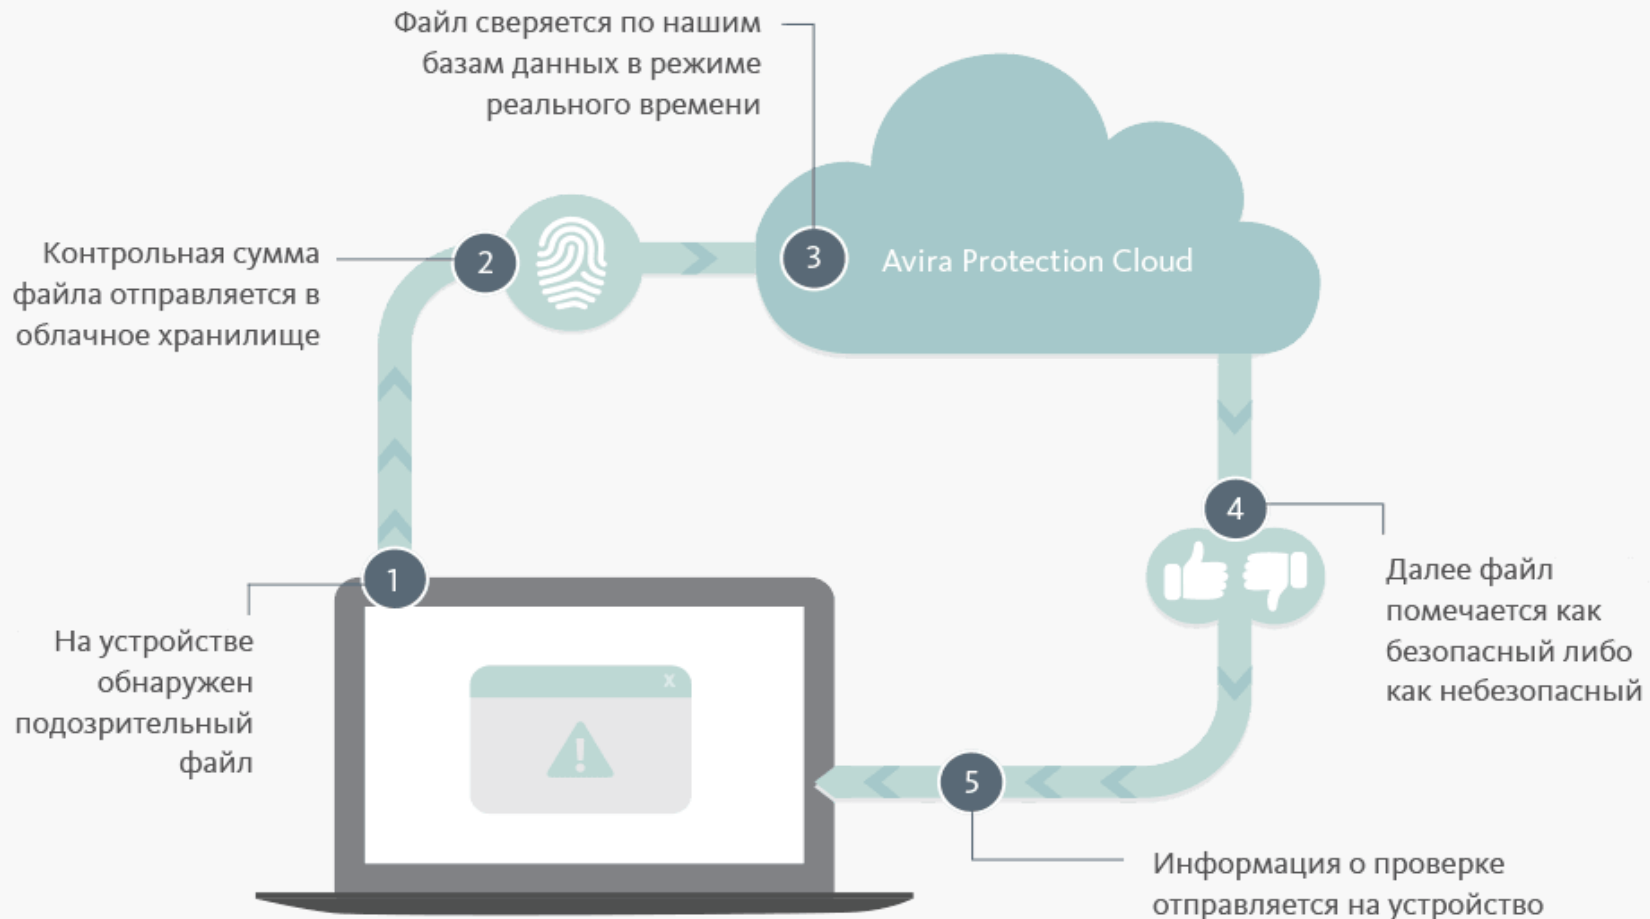 Файл сверяется по нашим
базам данных в режиме
реального времени
Контрольная сумма
файла отправляется в
облачное хранилище
2
3
Avira Protection Cloud
4
Далее файл
помечается как
безопасный либо
как небезопасный
1
На устройстве
обнаружен
подозрительный
файл
x
!
5
Информация о проверке
отправляется на устройство